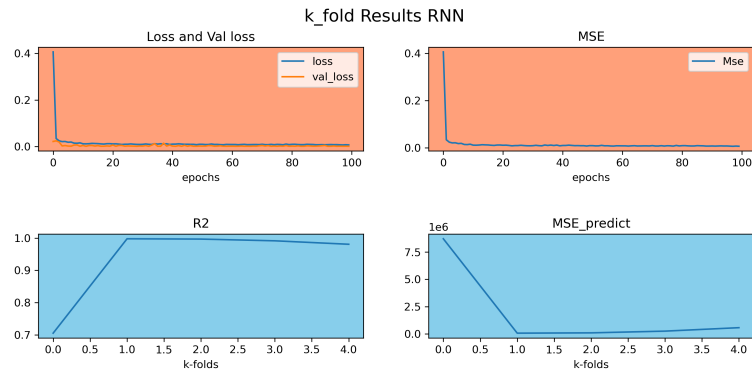 k_fold Results RNN
Loss and Val loss
0.4
0.2
0.0
loss
val_loss
0 20 40 60 80 100
epochs
MSE
0.4
0.2
0.0
Mse
0 20 40 60 80 100
epochs
R2
1.0
0.9
0.8
0.7
0.0 0.5 1.0 1.5 2.0 2.5 3.0 3.5 4.0
k-folds
MSE_predict
1e6
7.5
5.0
2.5
0.0
0.0 0.5 1.0 1.5 2.0 2.5 3.0 3.5 4.0
k-folds